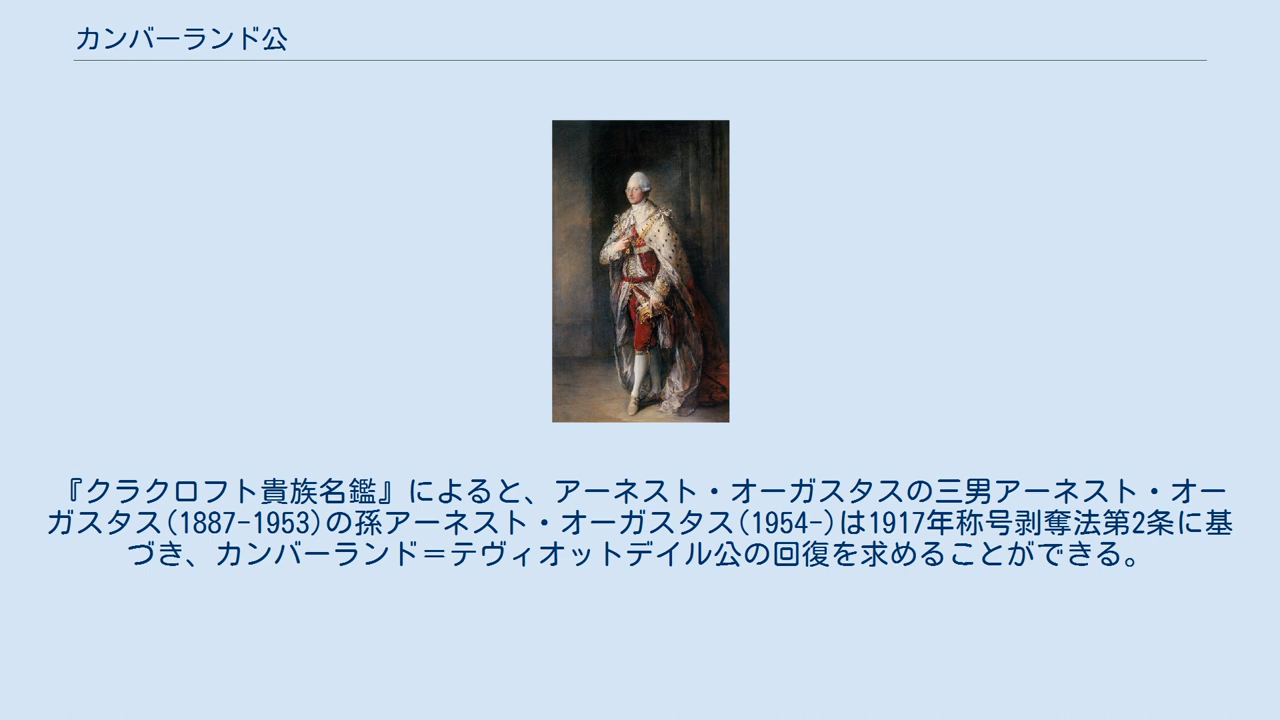 カンバーランド公
『クラクロフト貴族名鑑』によると、アーネスト・オーガスタスの三男アーネスト・オー
ガスタス(1887-1953)の孫アーネスト・オーガスタス(1954-)は1917年称号剥奪法第2条に基
づき、カンバーランド＝テヴィオットデイル公の回復を求めることができる。